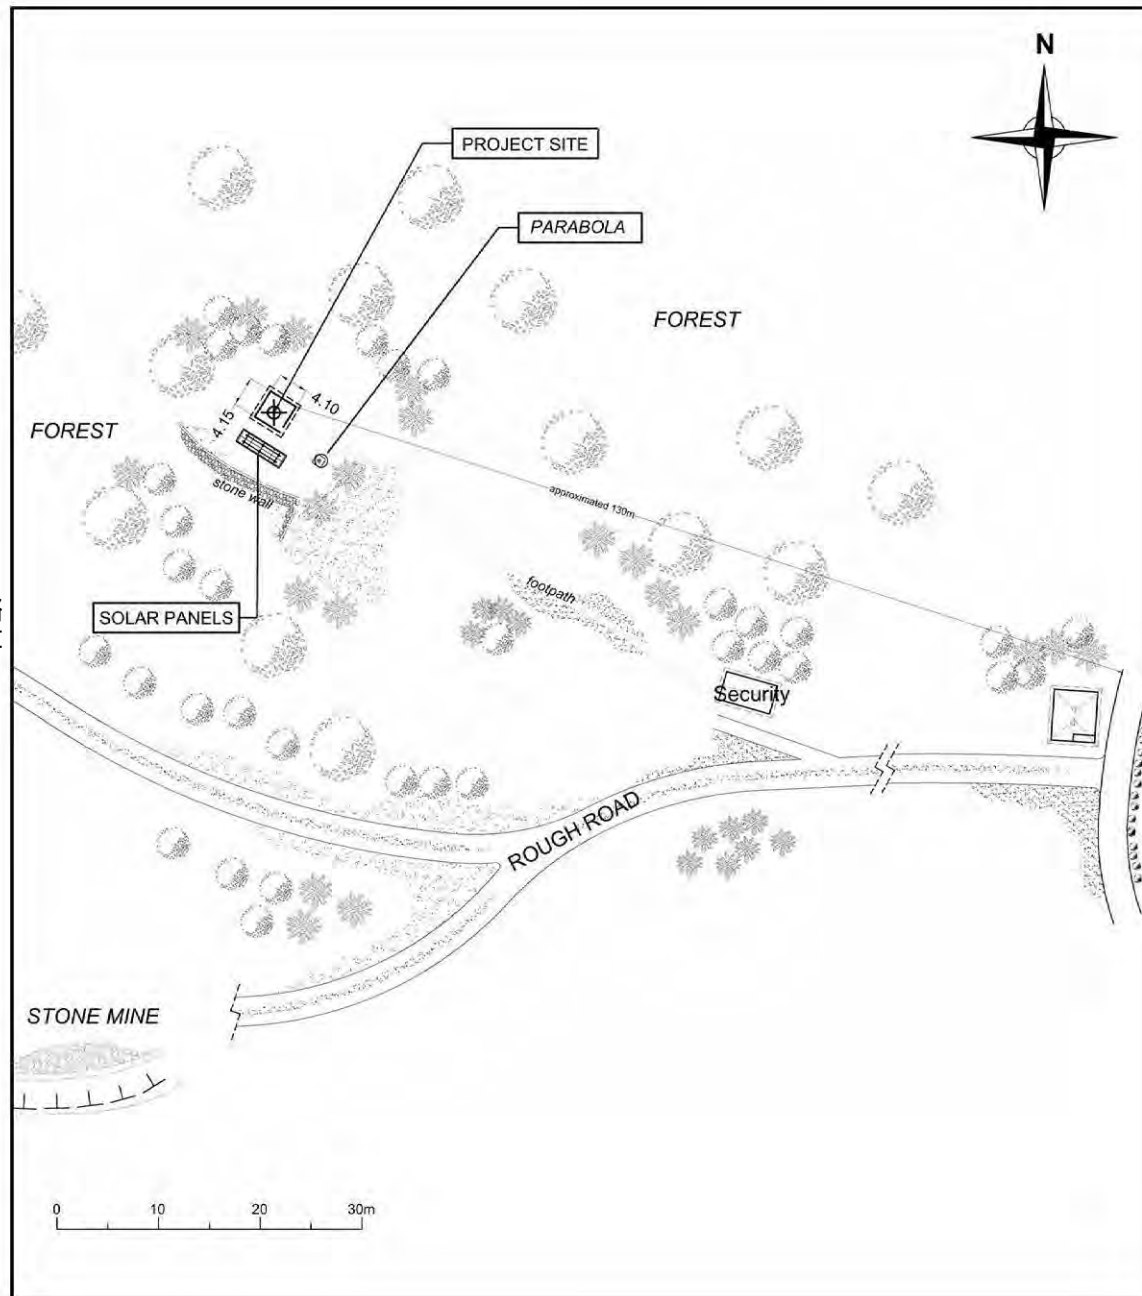 N
PROJECT SITE
PARABOLA
FOREST
4.10
4.15
FOREST
stone wall
approximated 130m
footpath
SOLAR PANELS
Security
ROUGH ROAD
STONE MINE
0 10 20 30m